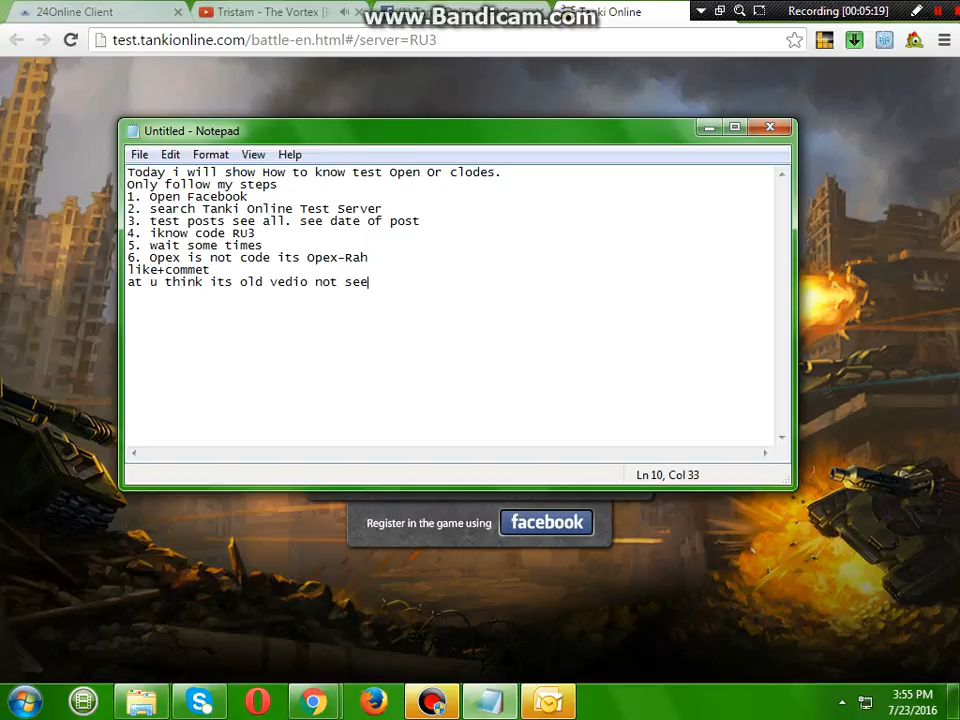 24Online Client
Tristam - The Vortex [F
www.Bandicam.com
Tanki Online
Recording [00:05:19]
test.tankionline.com/battle-en.html#/server=RU3
Untitled - Notepad
File Edit Format View Help
Today i will show How to know test Open Or clodes.
Only follow my steps
1. Open Facebook
2. search Tanki Online Test Server
3. test posts see all. see date of post
4. iknow code RU3
5. wait some times
6. Opex is not code its Opex-Rah
like+commet
at u think its old vedio not see
Ln 10, Col 33
Register in the game using facebook
3:55 PM
7/23/2016